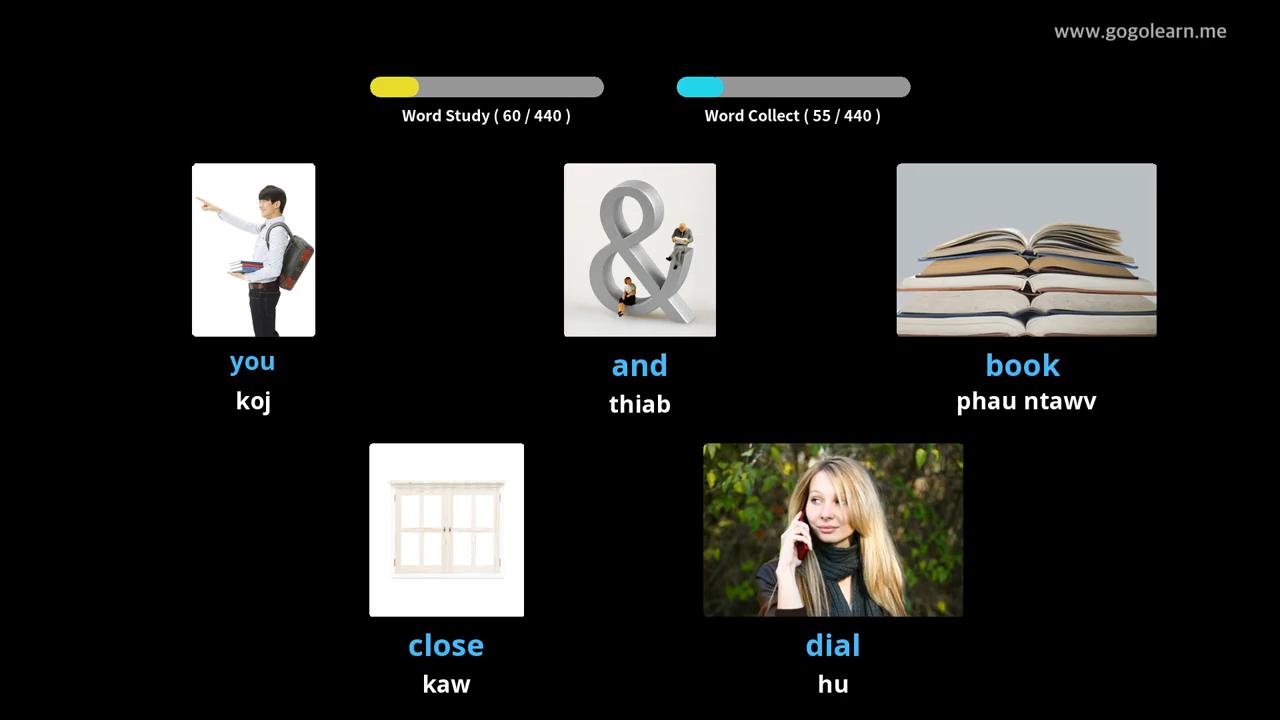 www.gogolearn.me
Word Study ( 60 / 440 )
Word Collect ( 55 / 440 )
you
koj
and
thiab
book
phau ntawv
close
kaw
dial
hu